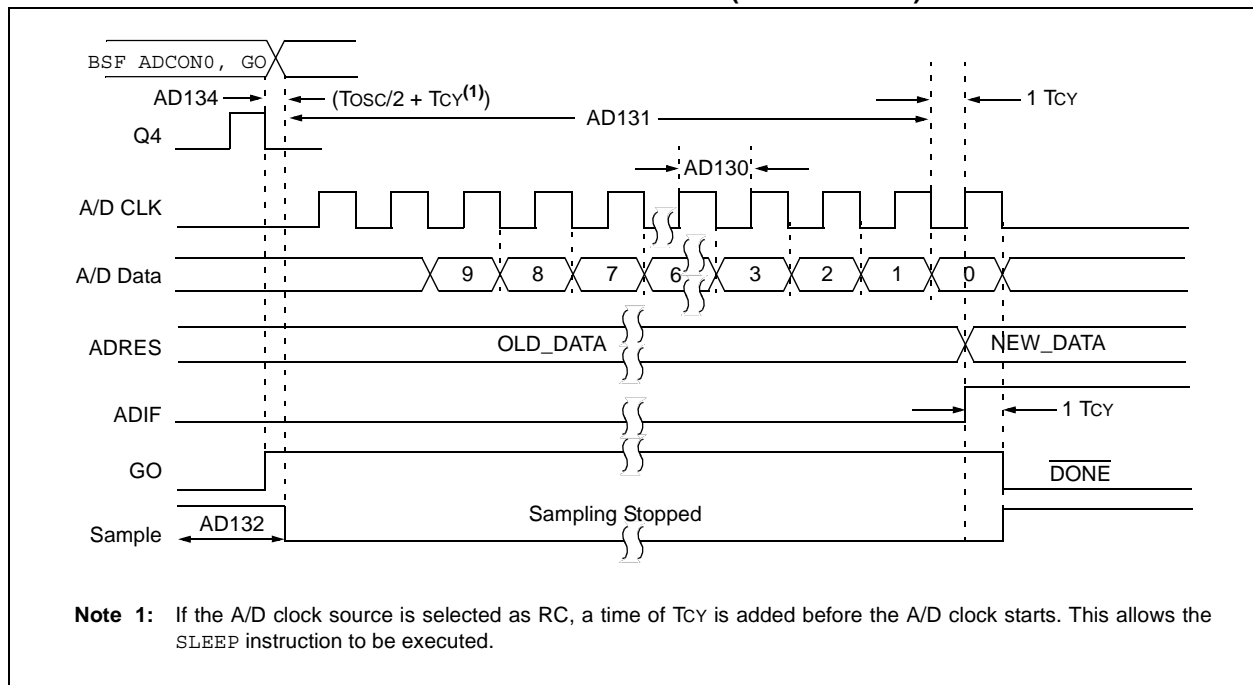 BSF ADCON0, GO
AD134 (TOSC/2 + TCY(1)) 1 TCY
AD131
Q4
AD130
A/D CLK
A/D Data 9 8 7 6 3 2 1 0
ADRES OLD_DATA NEW_DATA
ADIF 1 TCY
GO DONE
AD132 Sampling Stopped
Sample
Note 1: If the A/D clock source is selected as RC, a time of TCY is added before the A/D clock starts. This allows the
SLEEP instruction to be executed.